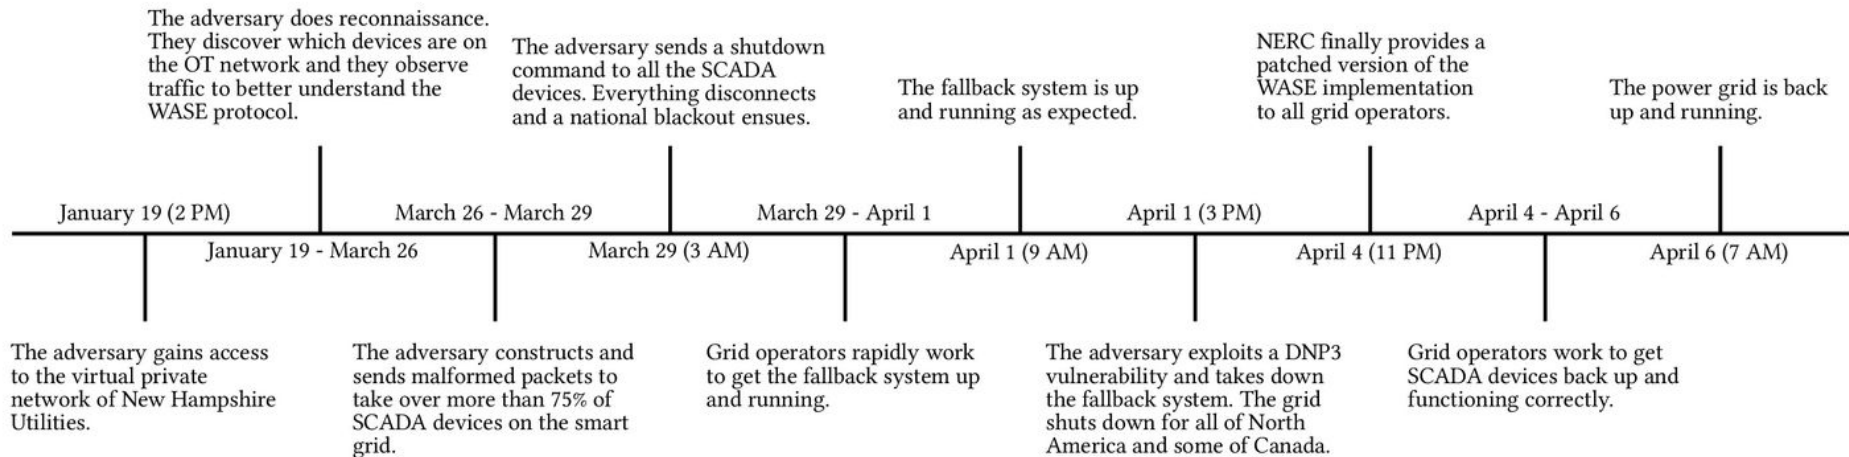 The adversary does reconnaissance.
They discover which devices are on
the OT network and they observe
traffic to better understand the
WASE protocol.
The adversary sends a shutdown
command to all the SCADA
devices. Everything disconnects
and a national blackout ensues.
The fallback system is up
and running as expected.
NERC finally provides a
patched version of the
WASE implementation
to all grid operators.
The power grid is back
up and running.
January 19 (2 PM)
March 26 - March 29
March 29 - April 1
April 1 (3 PM)
April 4 - April 6
January 19 - March 26
March 29 (3 AM)
April 1 (9 AM)
April 4 (11 PM)
April 6 (7 AM)
The adversary gains access
to the virtual private
network of New Hampshire
Utilities.
The adversary constructs and
sends malformed packets to
take over more than 75% of
SCADA devices on the smart
grid.
Grid operators rapidly work
to get the fallback system up
and running.
The adversary exploits a DNP3
vulnerability and takes down
the fallback system. The grid
shuts down for all of North
America and some of Canada.
Grid operators work to get
SCADA devices back up and
functioning correctly.